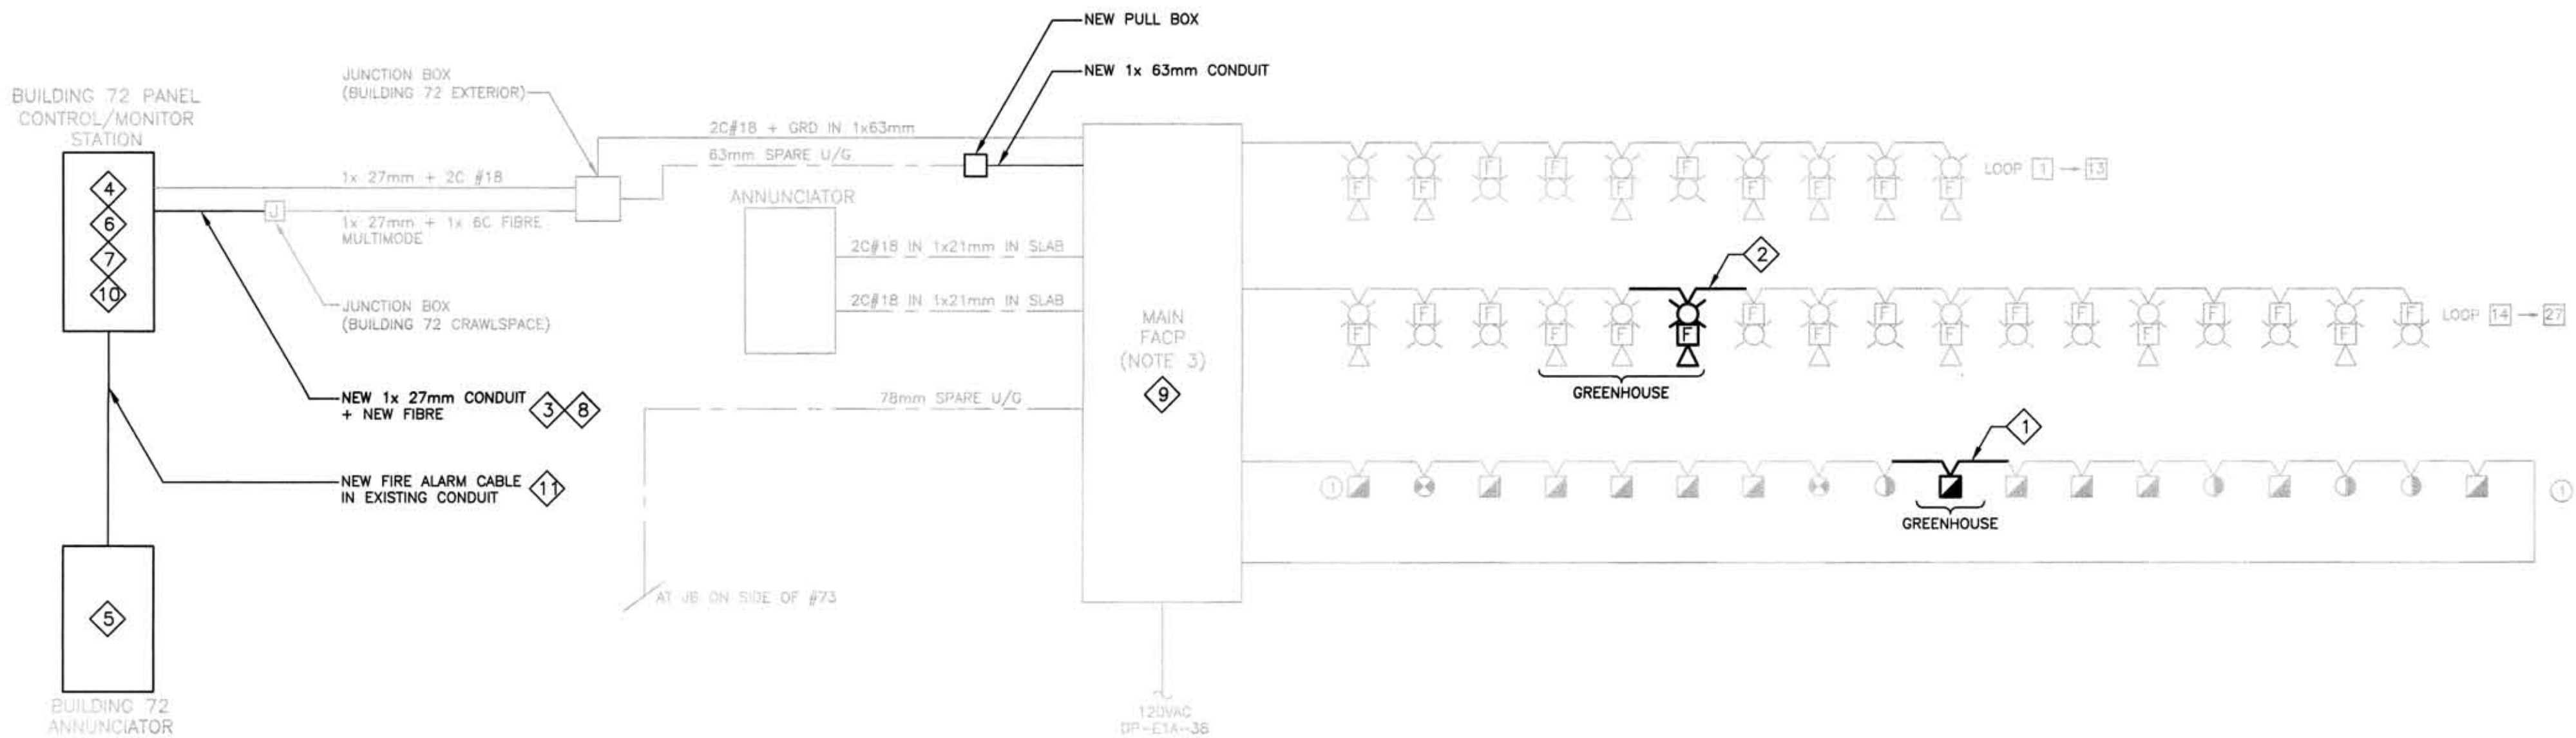 NEW PULL BOX
NEW 1x 63mm CONDUIT
JUNCTION BOX
(BUILDING 72 EXTERIOR)
BUILDING 72 PANEL
CONTROL/MONITOR
STATION
4
6
7
10
1x 27mm + 2C #18
J
1x 27mm + 1x 6C FIBRE
MULTIMODE
2C#18 + GRD IN 1x63mm
63mm SPARE U/G
ANNUNCIATOR
2C#18 IN 1x21mm IN SLAB
2C#18 IN 1x21mm IN SLAB
JUNCTION BOX
(BUILDING 72 CRAWLSPACE)
NEW 1x 27mm CONDUIT
+ NEW FIBRE
3 8
NEW FIRE ALARM CABLE
IN EXISTING CONDUIT
11
5
BUILDING 72
ANNUNCIATOR
78mm SPARE U/G
AT JB ON SIDE OF #73
MAIN
FACP
(NOTE 3)
9
120VAC
DP-E1A-38
F F F F F F F F F F
LOOP 1 13
2
F F F F F F F F F F F F F F F F F
LOOP 14 27
GREENHOUSE
1
1
1
GREENHOUSE